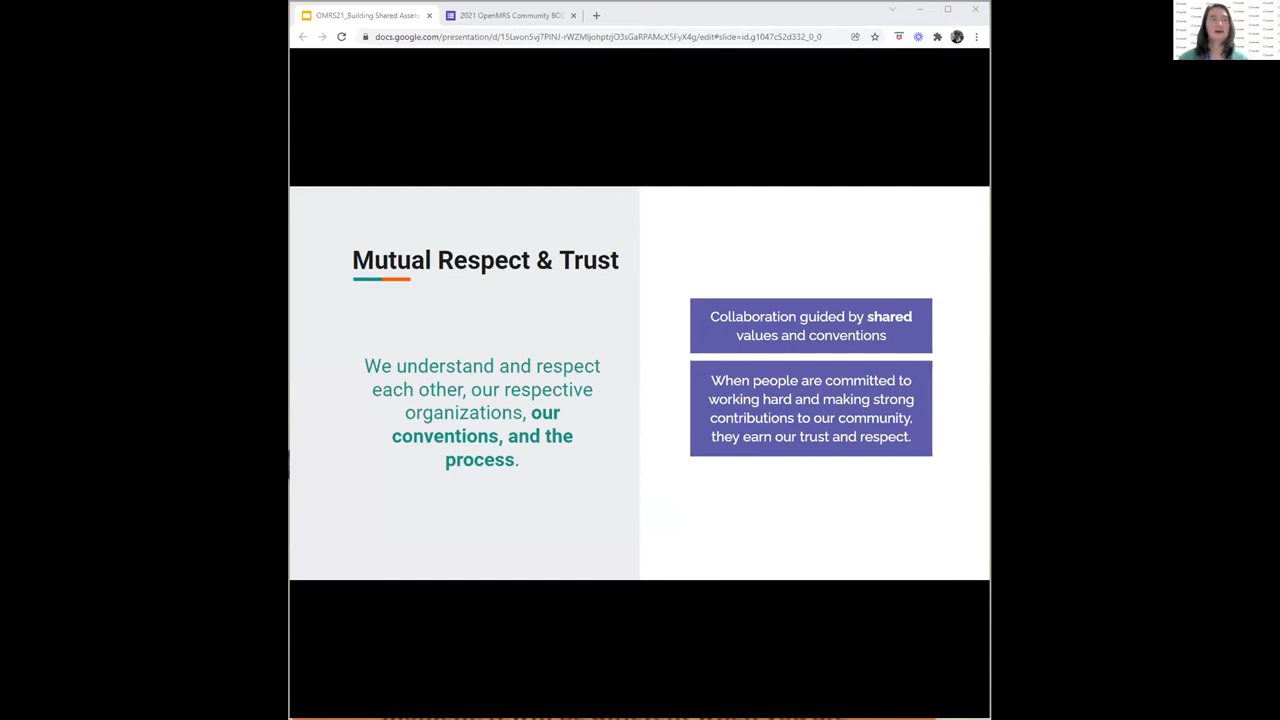 OMRS21_Building Shared Assets
2021 OpenMRS Community BO
docs.google.com/presentation/d/15Lwon5vj7PlNJ-rWZMljohptrjO3sGaRPAMcX5FyX4g/edit#slide=id.g1047c52d332_0_0
Mutual Respect & Trust
We understand and respect
each other, our respective
organizations, our
conventions, and the
process.
Collaboration guided by shared
values and conventions
When people are committed to
working hard and making strong
contributions to our community,
they earn our trust and respect.